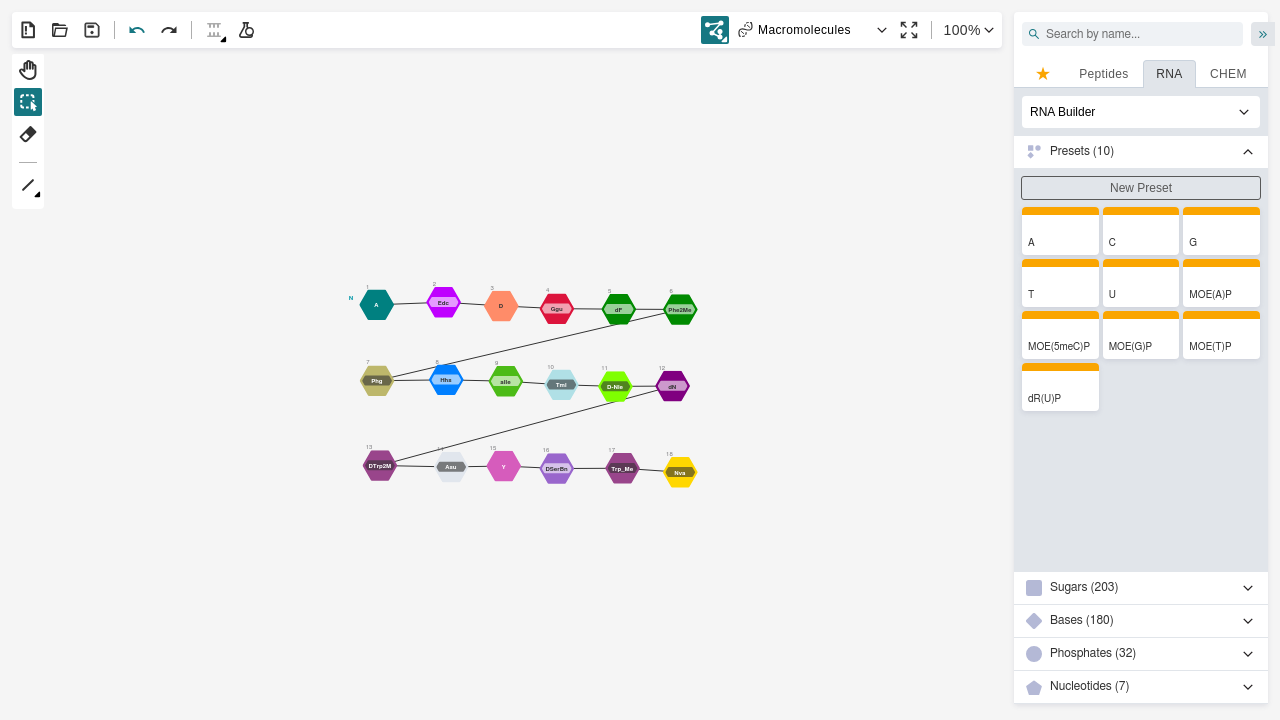 Macromolecules
100%
Search by name...
Peptides
RNA
CHEM
RNA Builder
Presets (10)
New Preset
A
C
G
T
U
MOE(A)P
MOE(5meC)P
MOE(G)P
MOE(T)P
dR(U)P
Sugars (203)
Bases (180)
Phosphates (32)
Nucleotides (7)
N
1 2 3 4 5 6
A Edc D Ggu dF Phe2Me
7 8 9 10 11 12
Phg Hha aIle Tml D-Nle dN
13 14 15 16 17 18
DTrp2M Asu Y DSerBn Trp_Me Nva